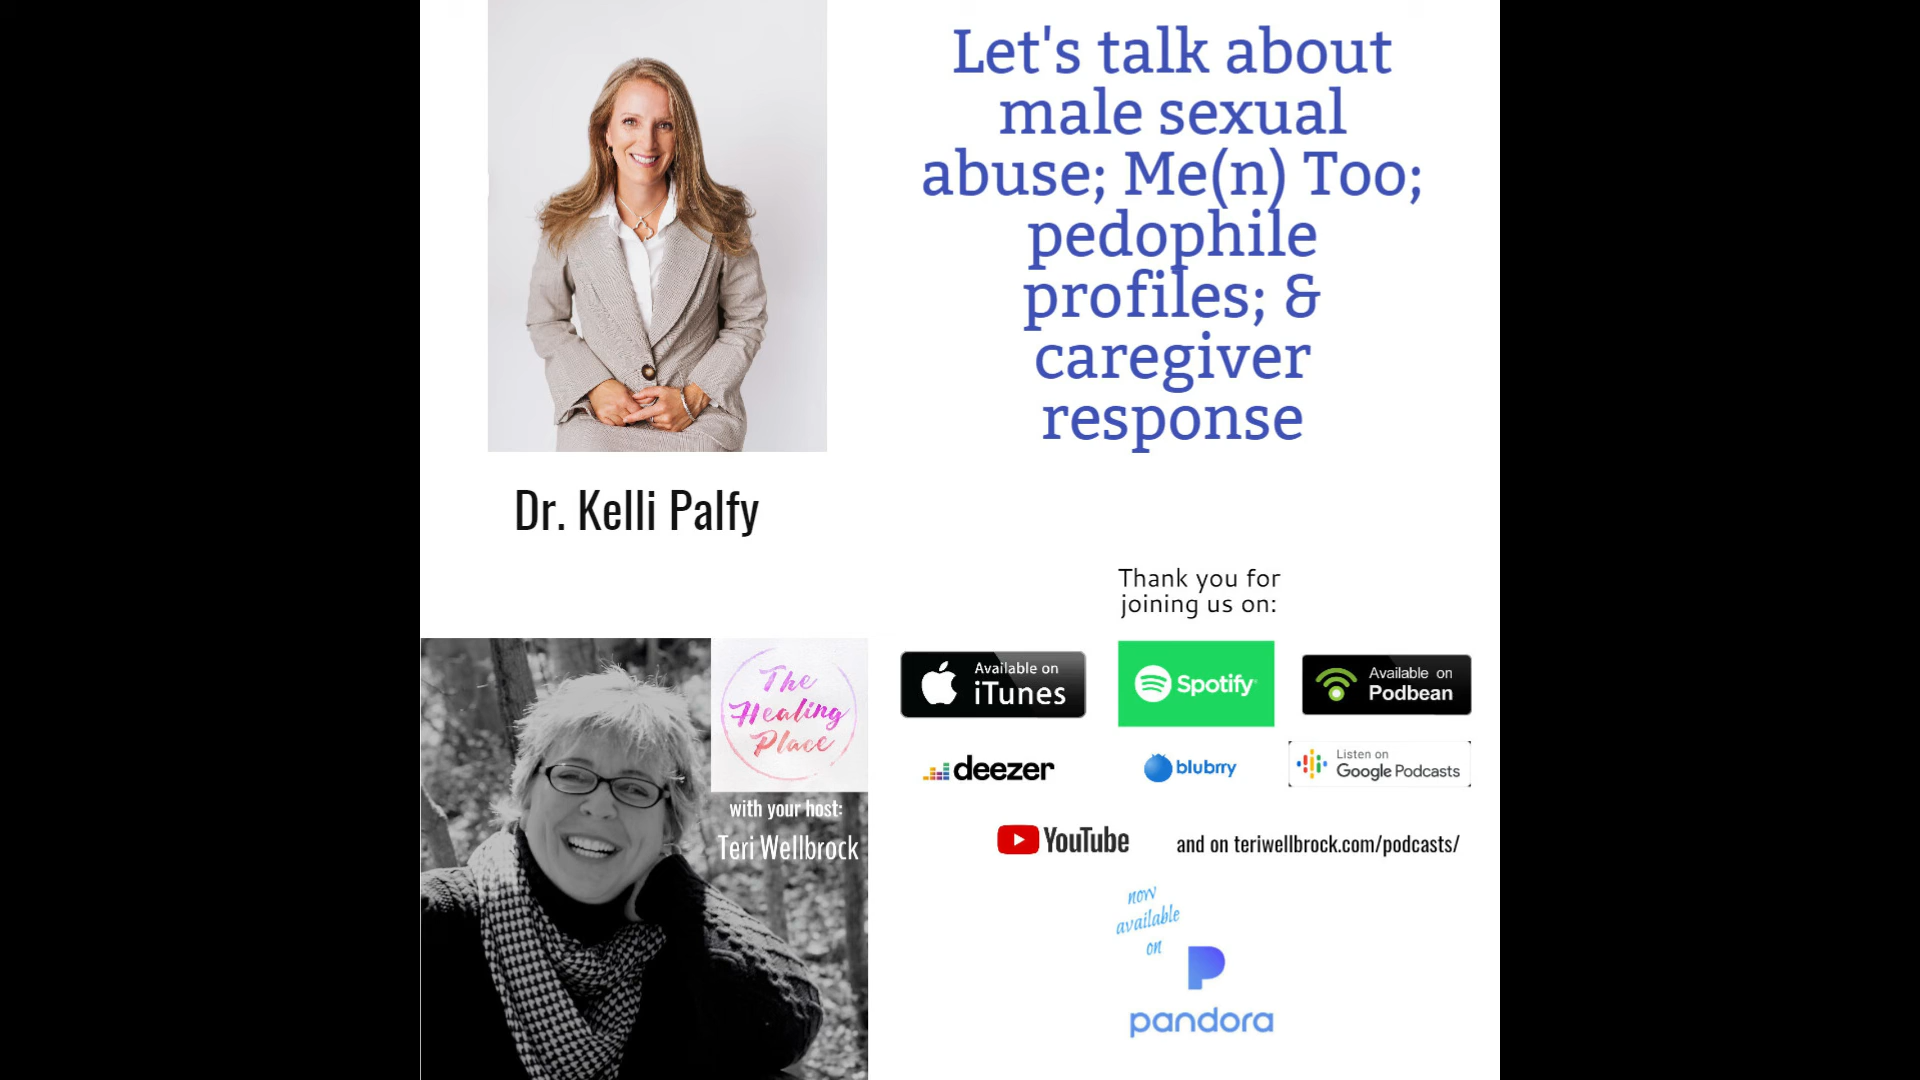 Let's talk about
male sexual
abuse; Me(n) Too;
pedophile
profiles; &
caregiver
response
Dr. Kelli Palfy
Thank you for
joining us on:
The
Healing
Place
with your host:
Teri Wellbrock
Available on
iTunes
Spotify
Available on
Podbean
deezer
blubrry
Listen on
Google Podcasts
YouTube
and on teriwellbrock.com/podcasts/
now
available
on
pandora